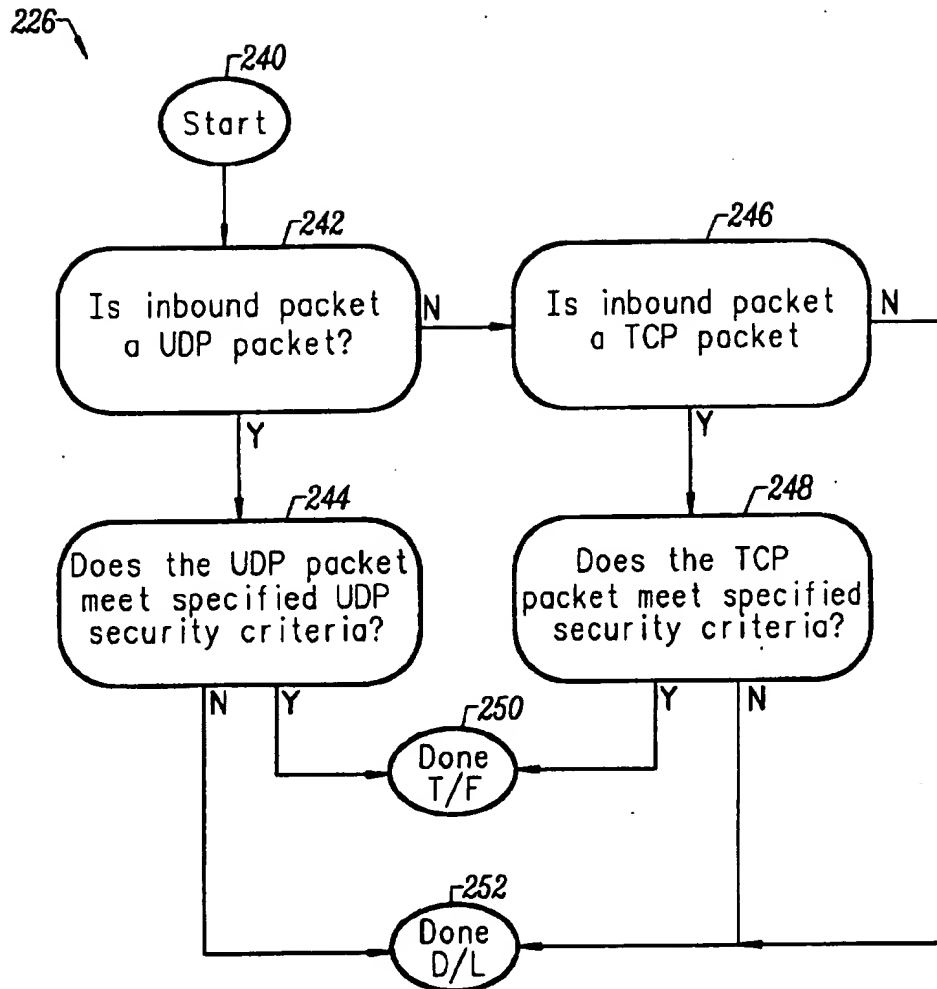 226
240
Start
242
Is inbound packet
a UDP packet?
N
Y
246
Is inbound packet
a TCP packet
N
Y
244
Does the UDP packet
meet specified UDP
security criteria?
N
Y
248
Does the TCP
packet meet specified
security criteria?
Y
N
250
Done
T/F
252
Done
D/L